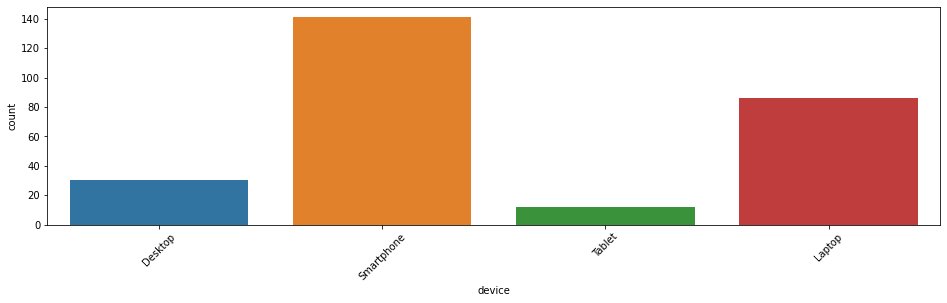 140
120
100
80
60
40
20
0
count
Desktop
Smartphone
Tablet
Laptop
device